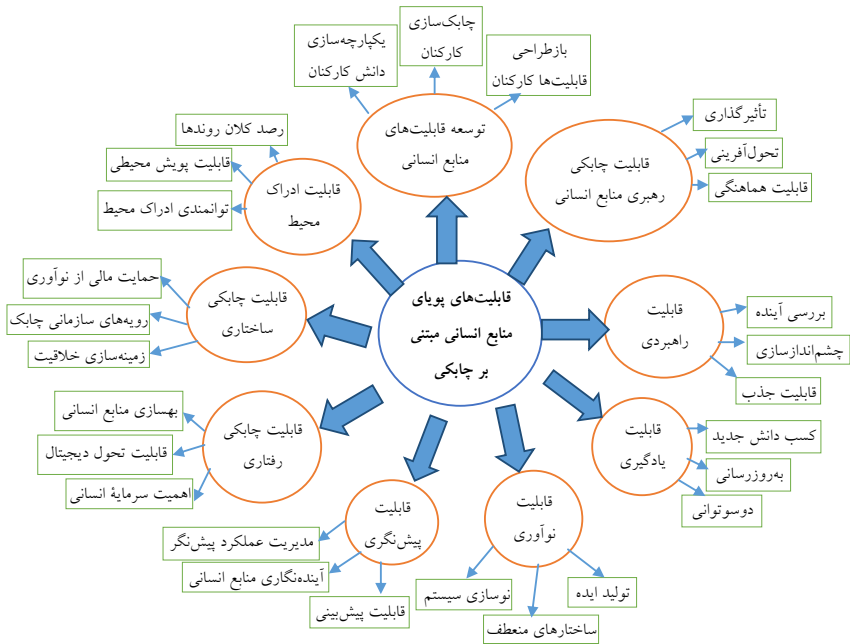 قابلیت‌های پویای
منابع انسانی مبتنی
بر چابکی
توسعه قابلیت‌های
منابع انسانی
بازطراحی
قابلیت‌ها کارکنان
چابک‌سازی
کارکنان
یکپارچه‌سازی
دانش کارکنان
قابلیت چابکی
رهبری منابع انسانی
تأثیرگذاری
تحول‌آفرینی
قابلیت هماهنگی
قابلیت
راهبردی
بررسی آینده
چشم‌اندازسازی
قابلیت جذب
قابلیت
یادگیری
کسب دانش جدید
به‌روزرسانی
دوسوتوانی
قابلیت
نوآوری
تولید ایده
ساختارهای منعطف
نوسازی سیستم
قابلیت
پیش‌نگری
مدیریت عملکرد پیش‌نگر
آینده‌نگاری منابع انسانی
قابلیت پیش‌بینی
قابلیت چابکی
رفتاری
بهسازی منابع انسانی
قابلیت تحول دیجیتال
اهمیت سرمایهٔ انسانی
قابلیت چابکی
ساختاری
حمایت مالی از نوآوری
رویه‌های سازمانی چابک
زمینه‌سازی خلاقیت
قابلیت ادراک
محیط
رصد کلان روندها
قابلیت پویش محیطی
توانمندی ادراک محیط